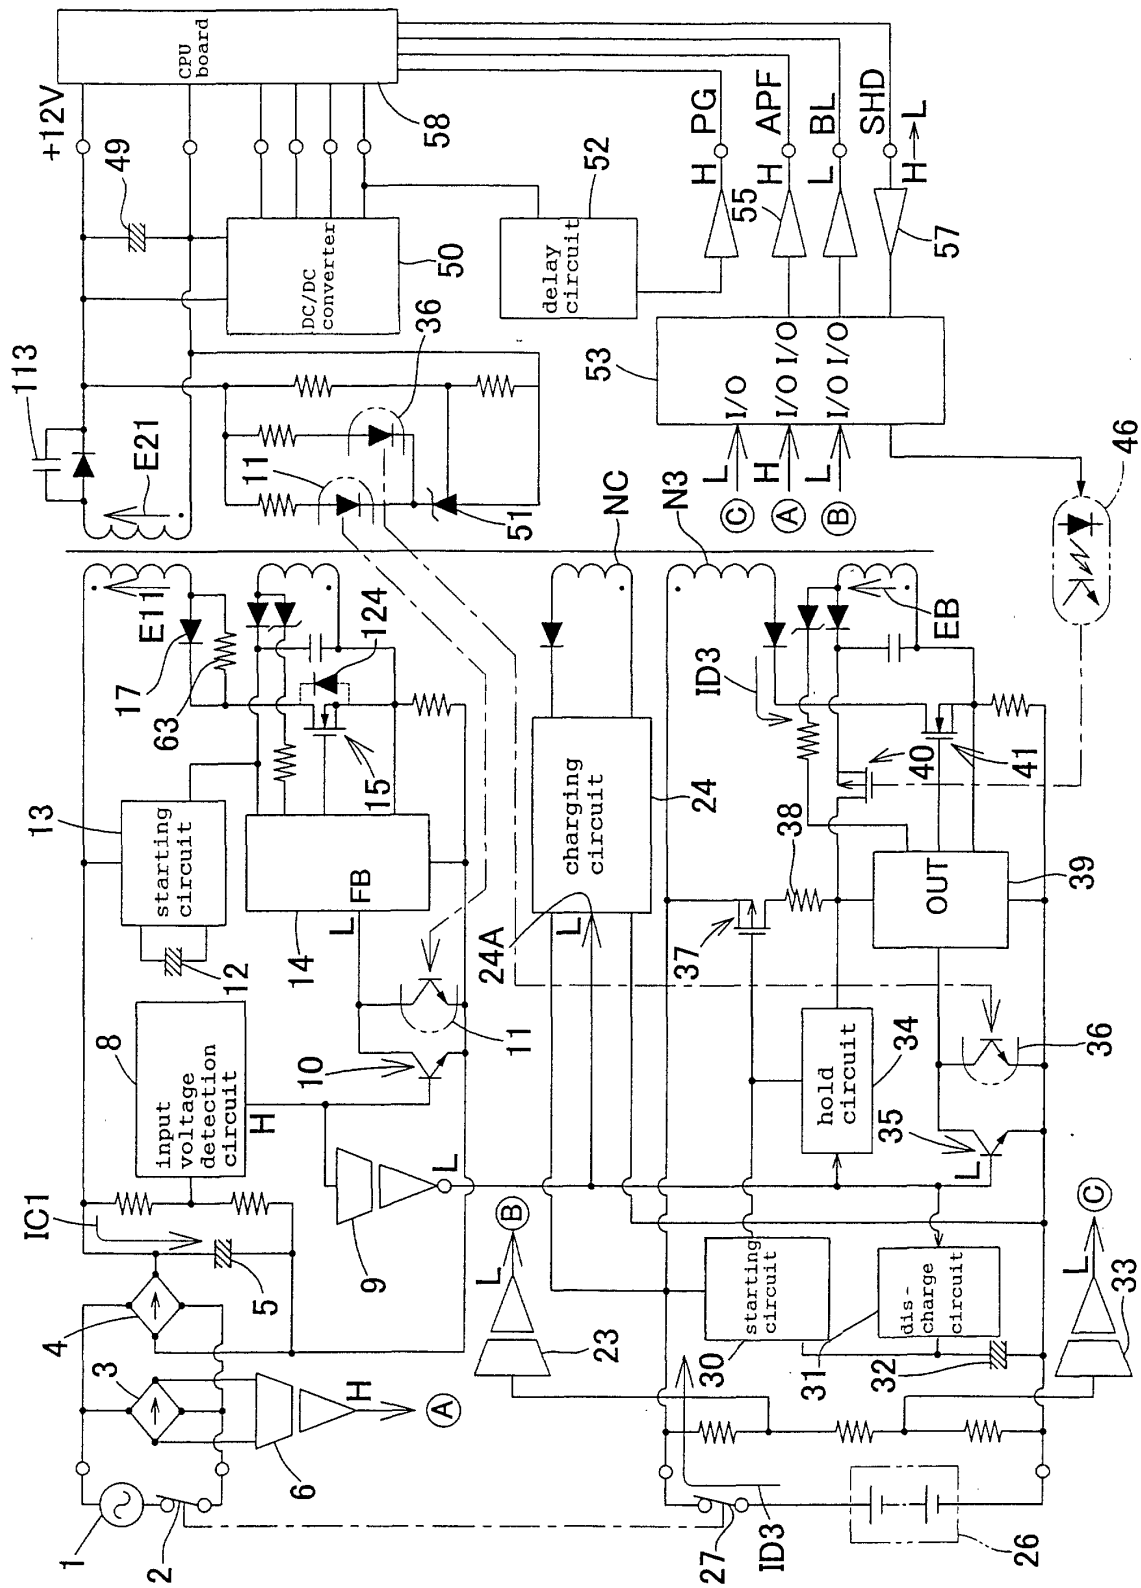 CPU
board
+12V
58
49
113
E21
DC/DC
converter
50
delay
circuit
52
36
11
51
H
PG
H
APF
55
L
BL
SHD
H→L
57
53
I/O
I/O I/O
I/O I/O
L
C
H
A
L
B
46
NC
N3
E11
17
63
124
15
13
starting
circuit
12
14
FB
L
11
10
8
input
voltage
detection
circuit
H
9
L
IC1
5
4
3
6
H
A
1
2
charging
circuit
24
24A
L
ID3
EB
40
41
38
37
OUT
39
hold
circuit
34
35
L
36
B
L
23
starting
circuit
30
dis-
charge
circuit
31
32
C
L
33
27
ID3
26